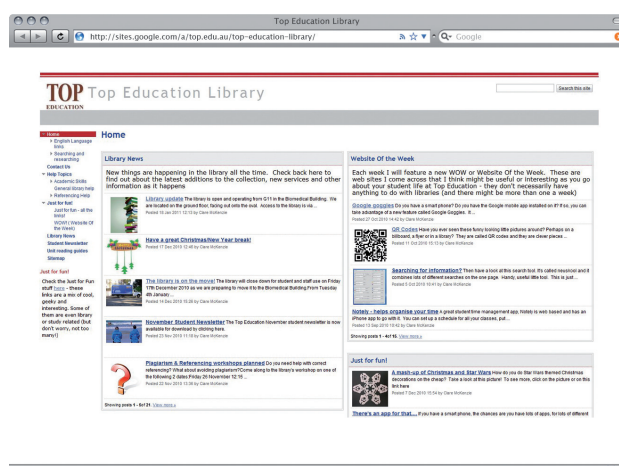 Top Education Library
http://sites.google.com/a/top.edu.au/top-education-library/
Google
TOP
EDUCATION
Top Education Library
Search this site
Home
English Language links
Searching and researching
Contact Us
Help Topics
Academic Skills
General library help
Referencing Help
Just for fun!
Just for fun - all the links!
WOW! (Website Of the Week)
Library News
Student Newsletter
Unit reading guides
Sitemap
Just for fun!
Check the Just for Fun
stuff here - these
links are a mix of cool,
geeky and
interesting. Some of
them are even library
or study related (but
don't worry, not too
many!)
Home
Library News
New things are happening in the library all the time. Check back here to
find out about the latest additions to the collection, new services and other
information as it happens
Library update The library is open and operating from G11 in the Biomedical Building. We
are located on the ground floor, facing out onto the oval. Access to the library is via ...
Posted 18 Jan 2011 12:13 by Clare McKenzie
Have a great Christmas/New Year break!
Posted 17 Dec 2010 12:46 by Clare McKenzie
The library is on the move! The library will close down for student and staff use on Friday
17th December 2010 as we are preparing to move it to the Biomedical Building.From Tuesday
4th January ...
Posted 14 Dec 2010 15:26 by Clare McKenzie
November Student Newsletter The Top Education November student newsletter is now
available for download by clicking here.
Posted 23 Nov 2010 11:18 by Clare McKenzie
Plagiarism & Referencing workshops planned Do you need help with correct
referencing? What about avoiding plagiarism?Come along to the library's workshop on one of
the following 2 dates:Friday 26 November 12.15 ...
Posted 22 Nov 2010 13:36 by Clare McKenzie
Showing posts 1 - 5 of 21. View more »
Website Of the Week
Each week I will feature a new WOW or Website Of the Week. These are
web sites I come across that I think might be useful or interesting as you go
about your student life at Top Education - they don't necessarily have
anything to do with libraries (and there might be more than one a week)
Google goggles Do you have a smart phone? Do you have the Google mobile app installed on it? If so, you can
take advantage of a new feature called Google Goggles. It ...
Posted 27 Oct 2010 14:42 by Clare McKenzie
QR Codes Have you ever seen these funny looking little pictures around? Perhaps on a
billboard, a flyer or in a library? They are called QR codes and they are clever pieces ...
Posted 11 Oct 2010 15:13 by Clare McKenzie
Searching for information? Then have a look at this search tool. It's called neuvisoo! and it
combines lots of different searches on the one page. Handy, useful little tool. This is just ...
Posted 5 Oct 2010 16:41 by Clare McKenzie
Notely - helps organise your time A great student time management app, Notely is web based and has an
iPhone app to go with it. You can set up a schedule for all your classes, put...
Posted 13 Sep 2010 15:42 by Clare McKenzie
Showing posts 1 - 4 of 15. View more »
Just for fun!
A mash-up of Christmas and Star Wars How do you do Star Wars themed Christmas
decorations on the cheap? Take a look at this picture! To see more, click on the picture or on this
link here
Posted 7 Dec 2010 15:54 by Clare McKenzie
There's an app for that.... If you have a smart phone, the chances are you have lots of apps, for lots of different